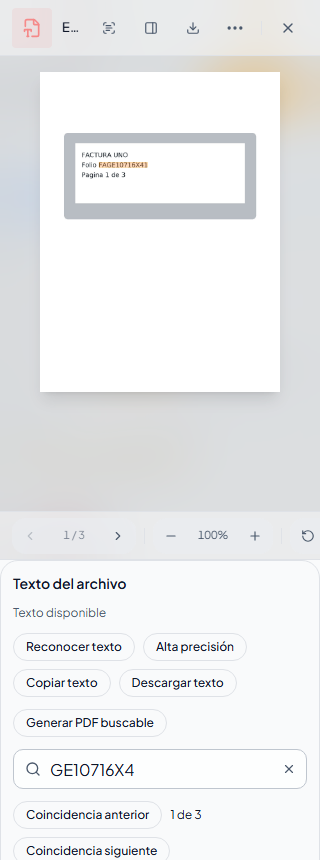 E...
FACTURA UNO
Folio FAGE10716X41
Pagina 1 de 3
1 / 3
100%
Texto del archivo
Texto disponible
Reconocer texto
Alta precisión
Copiar texto
Descargar texto
Generar PDF buscable
GE10716X4
Coincidencia anterior
1 de 3
Coincidencia siguiente